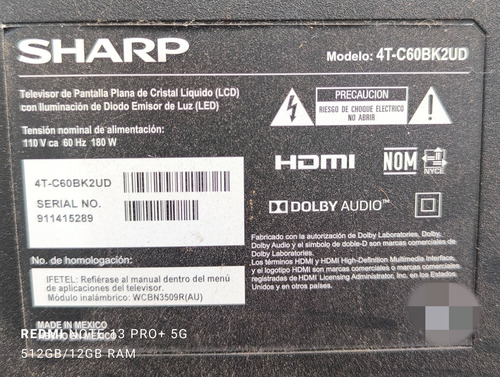 SHARP
Modelo: 4T-C60BK2UD
Televisor de Pantalla Plana de Cristal Líquido (LCD)
con Iluminación de Diodo Emisor de Luz (LED)
Tensión nominal de alimentación:
110 V ca 60 Hz 180 W
PRECAUCION
RIESGO DE CHOQUE ELECTRICO
NO ABRIR
4T-C60BK2UD
SERIAL NO.
911415289
HDMI
NOM
NYCE
DOLBY AUDIO™
Fabricado con la autorización de Dolby Laboratories. Dolby,
Dolby Audio y el símbolo de doble-D son marcas comerciales de
Dolby Laboratories.
Los términos HDMI y HDMI High-Definition Multimedia Interface,
y el logotipo HDMI son marcas comerciales o marcas comerciales
registradas de HDMI Licensing Administrator, Inc. en los Estados
Unidos y en otros países.
No. de homologación:
IFETEL: Refiérase al manual dentro del menú
de aplicaciones del televisor.
Módulo inalámbrico: WCBN3509R(AU)
MADE IN MEXICO
HECHO EN MEXICO
REDMI NOTE 13 PRO+ 5G
512GB/12GB RAM